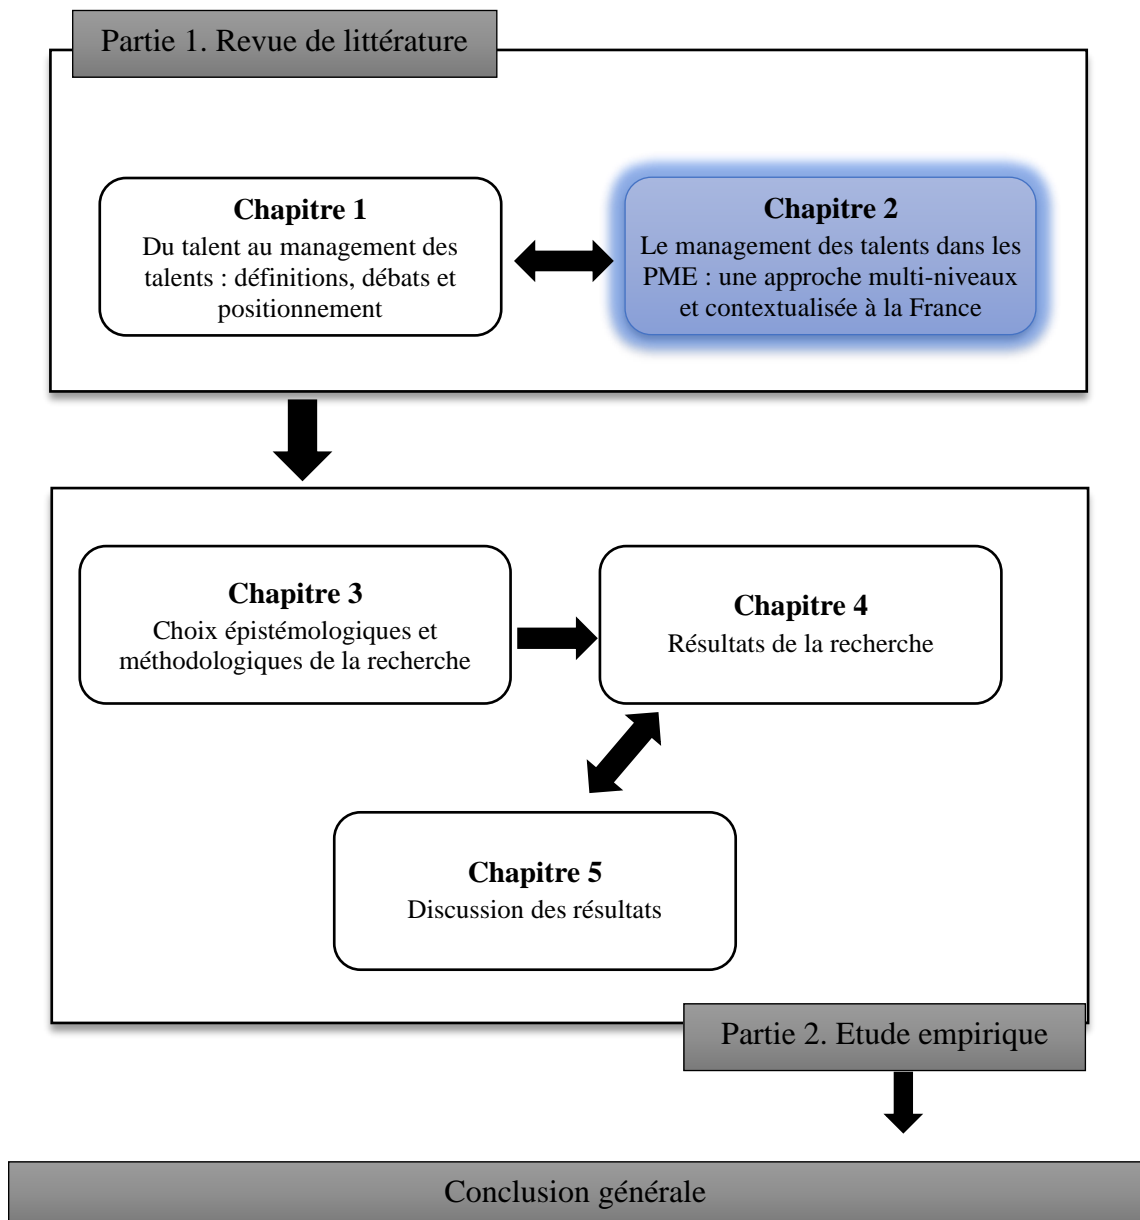 Partie 1. Revue de littérature
Chapitre 1
Du talent au management des
talents : définitions, débats et
positionnement
Chapitre 2
Le management des talents dans les
PME : une approche multi-niveaux
et contextualisée à la France
Chapitre 3
Choix épistémologiques et
méthodologiques de la recherche
Chapitre 4
Résultats de la recherche
Chapitre 5
Discussion des résultats
Partie 2. Etude empirique
Conclusion générale